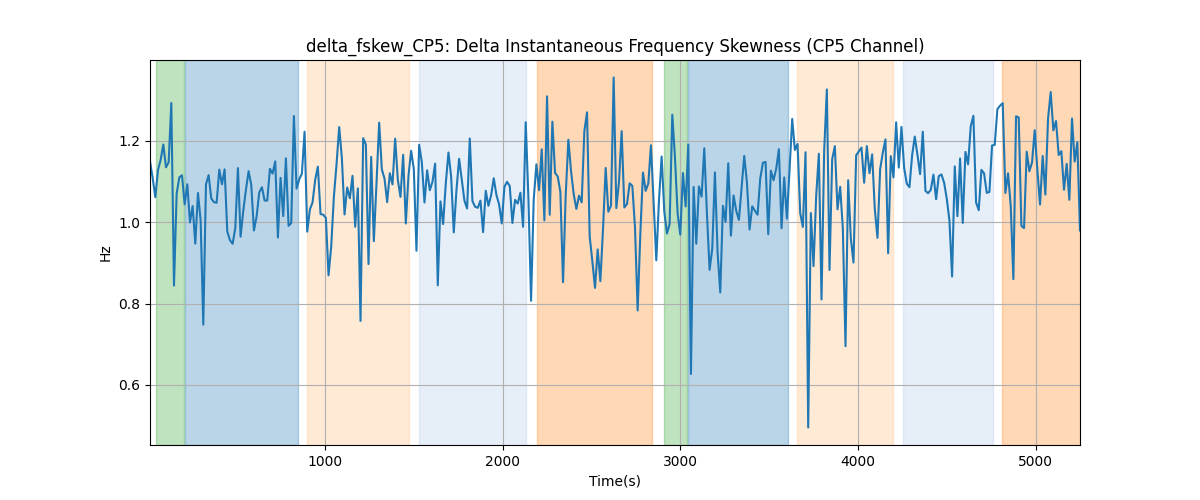 delta_fskew_CP5: Delta Instantaneous Frequency Skewness (CP5 Channel)
1.2
1.0
0.8
0.6
Hz
1000 2000 3000 4000 5000
Time(s)